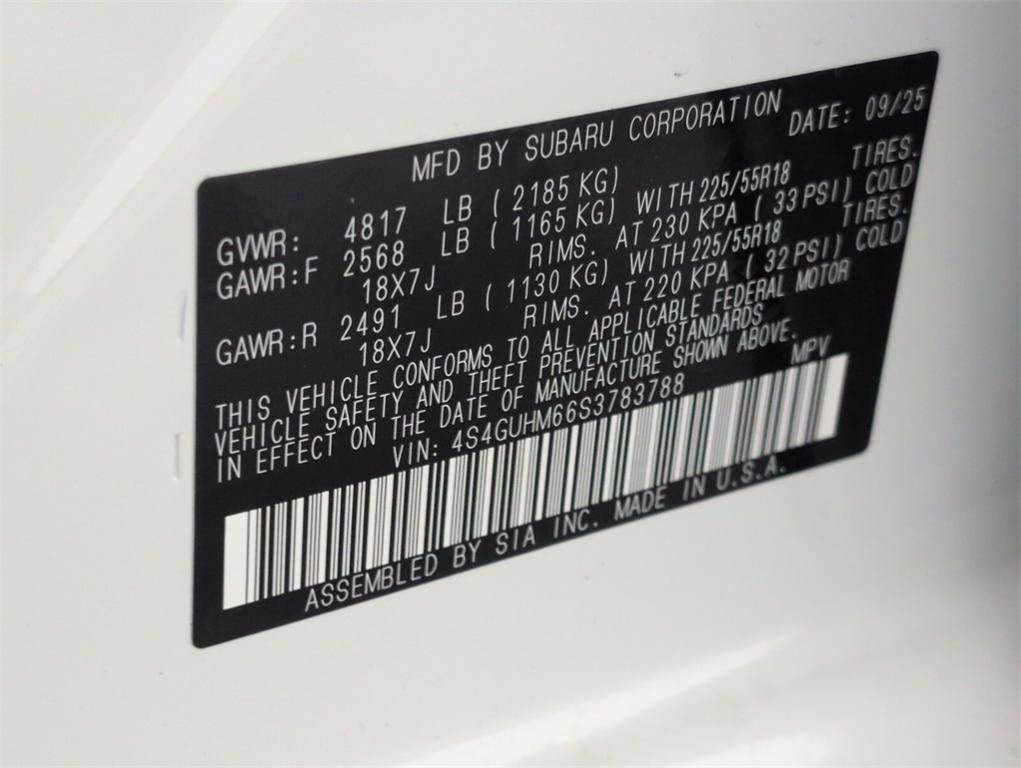 MFD BY SUBARU CORPORATION DATE: 09/25
GVWR: 4817 LB ( 2185 KG)
GAWR:F 2568 LB ( 1165 KG) WITH 225/55R18 TIRES.
18X7J RIMS. AT 230 KPA ( 33 PSI) COLD
GAWR:R 2491 LB ( 1130 KG) WITH 225/55R18 TIRES.
18X7J RIMS. AT 220 KPA ( 32 PSI) COLD
THIS VEHICLE CONFORMS TO ALL APPLICABLE FEDERAL MOTOR
VEHICLE SAFETY AND THEFT PREVENTION STANDARDS
IN EFFECT ON THE DATE OF MANUFACTURE SHOWN ABOVE.
VIN: 4S4GUHM66S3783788 MPV
ASSEMBLED BY SIA INC. MADE IN U.S.A.